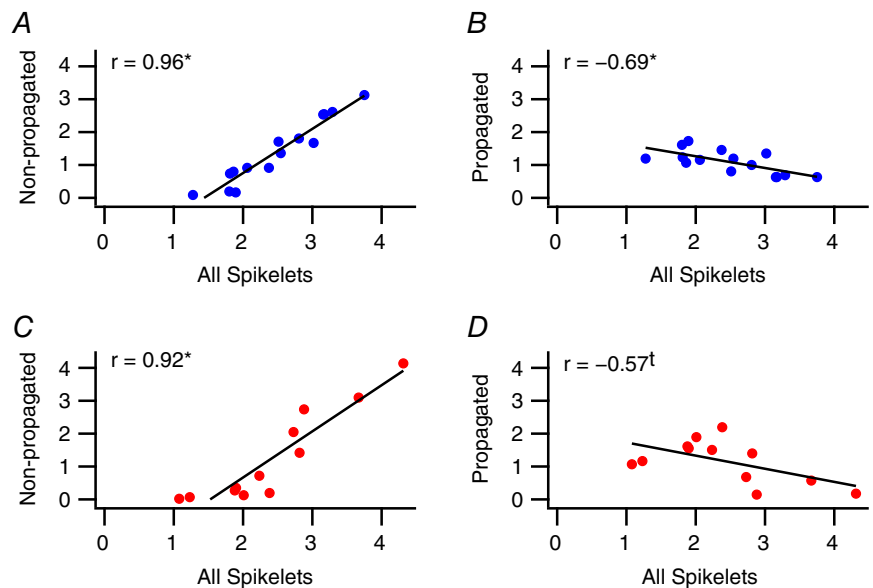 A
r = 0.96*
Non-propagated
4
3
2
1
0
0 1 2 3 4
All Spikelets
B
r = −0.69*
Propagated
4
3
2
1
0
0 1 2 3 4
All Spikelets
C
r = 0.92*
Non-propagated
4
3
2
1
0
0 1 2 3 4
All Spikelets
D
r = −0.57t
Propagated
4
3
2
1
0
0 1 2 3 4
All Spikelets